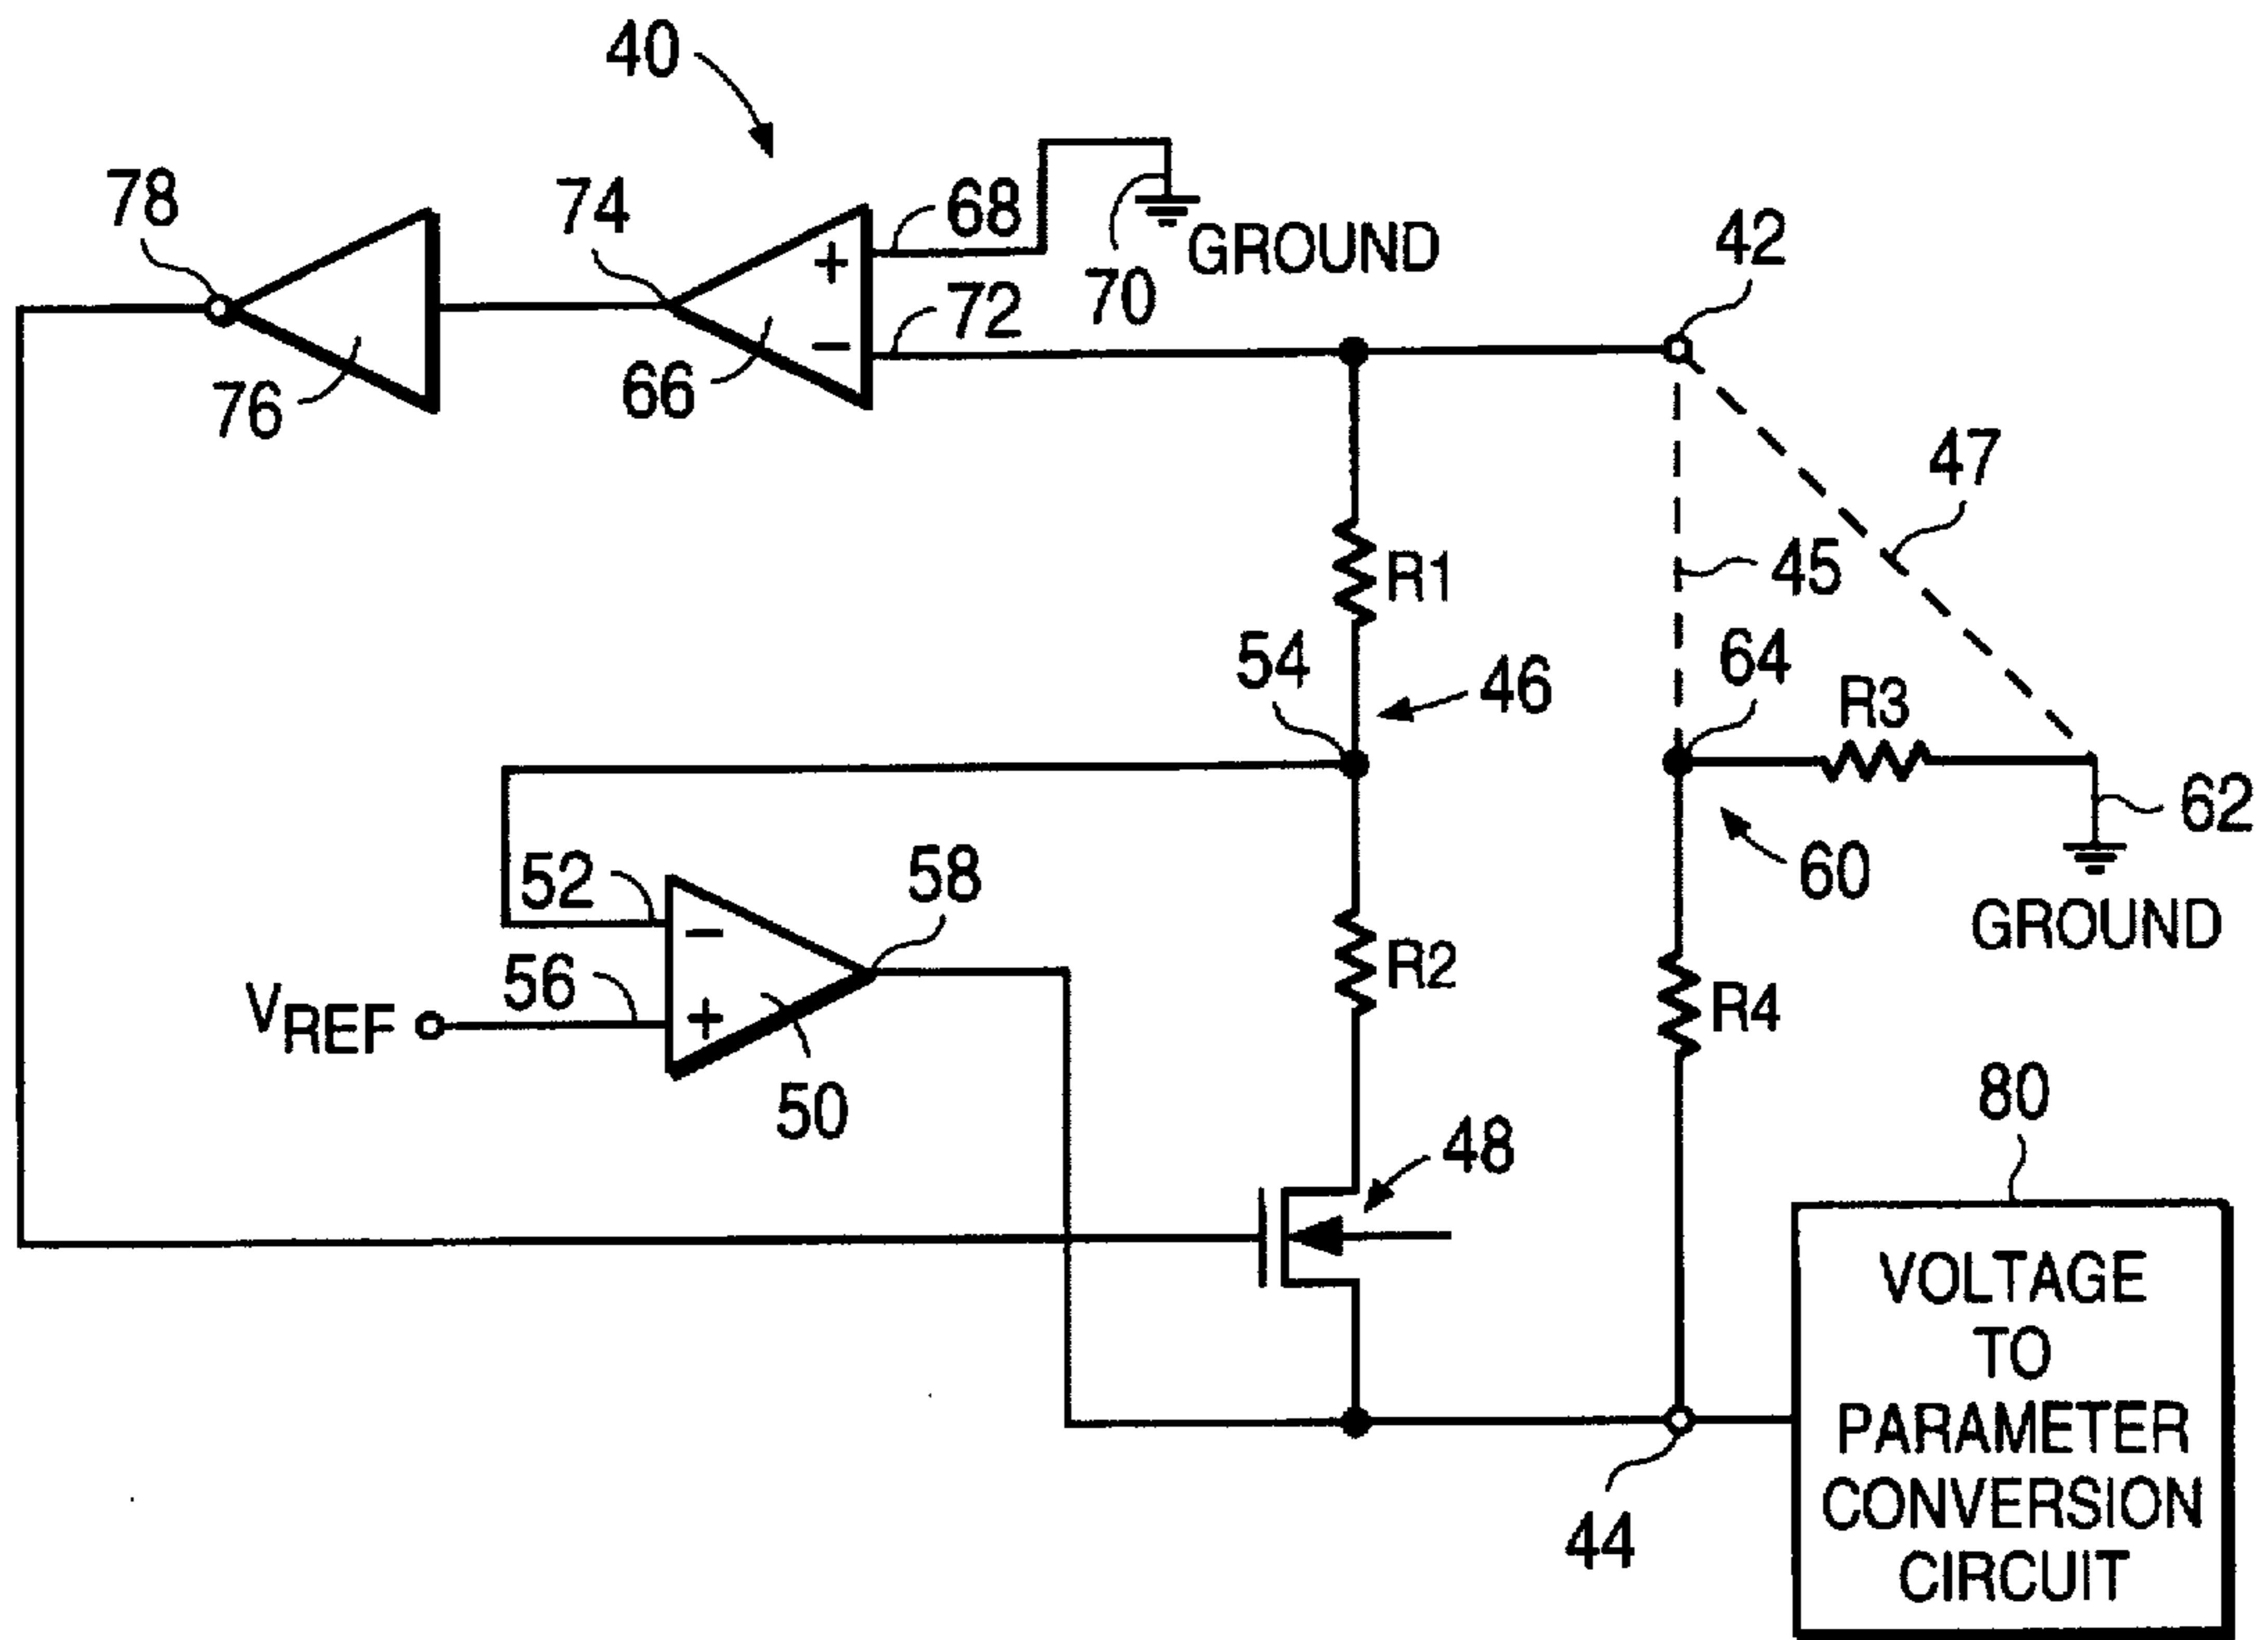 40
78
74
+
68
GROUND
42
70
−
72
76
66
47
R1
45
54
46
64
R3
62
60
52
−
58
GROUND
R2
VREF
56
+
R4
50
80
48
VOLTAGE
TO
PARAMETER
CONVERSION
CIRCUIT
44